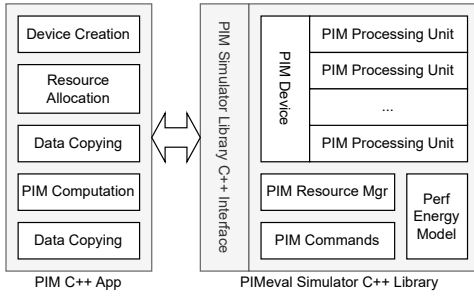 Device Creation
Resource
Allocation
Data Copying
PIM Computation
Data Copying
PIM C++ App
PIM Simulator Library C++ Interface
PIM Device
PIM Processing Unit
PIM Processing Unit
...
PIM Processing Unit
PIM Resource Mgr
PIM Commands
Perf
Energy
Model
PIMeval Simulator C++ Library